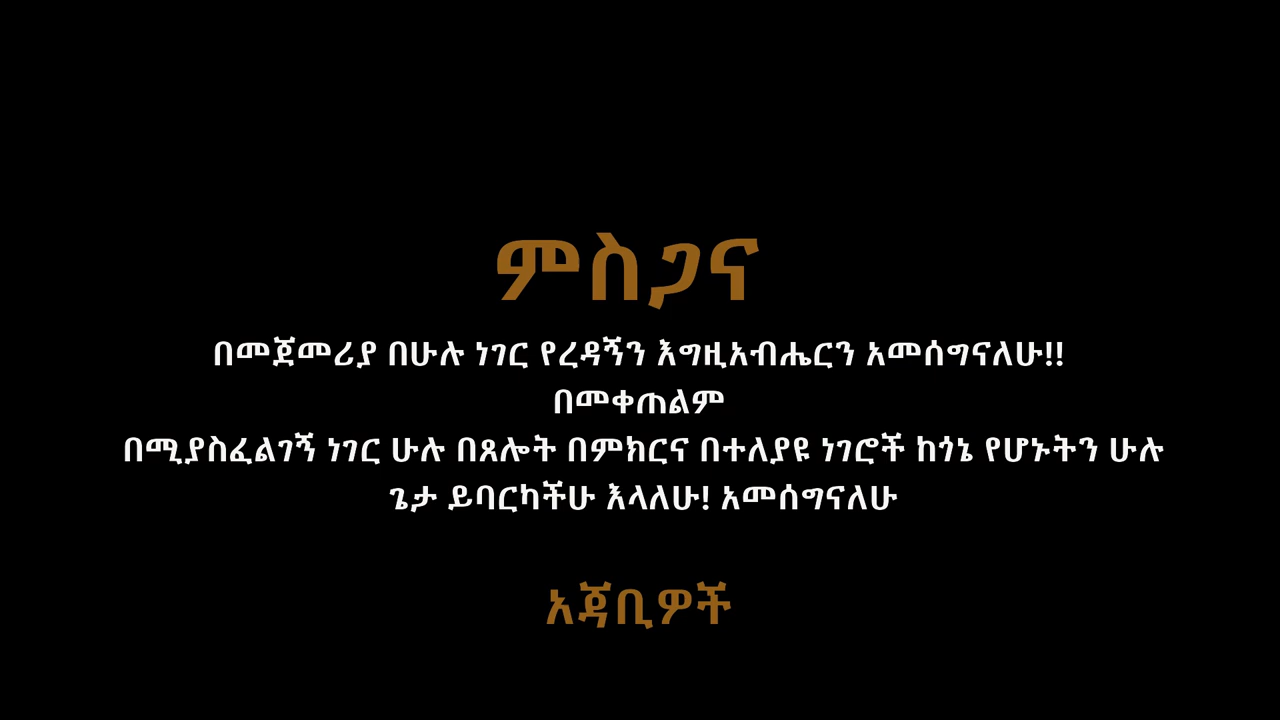 ምስጋና
በመጀመሪያ በሁሉ ነገር የረዳኝን እግዚአብሔርን አመሰግናለሁ!!
በመቀጠልም
በሚያስፈልገኝ ነገር ሁሉ በጸሎት በምክርና በተለያዩ ነገሮች ከጎኔ የሆኑትን ሁሉ
ጌታ ይባርካችሁ እላለሁ! አመሰግናለሁ
አጃቢዎች